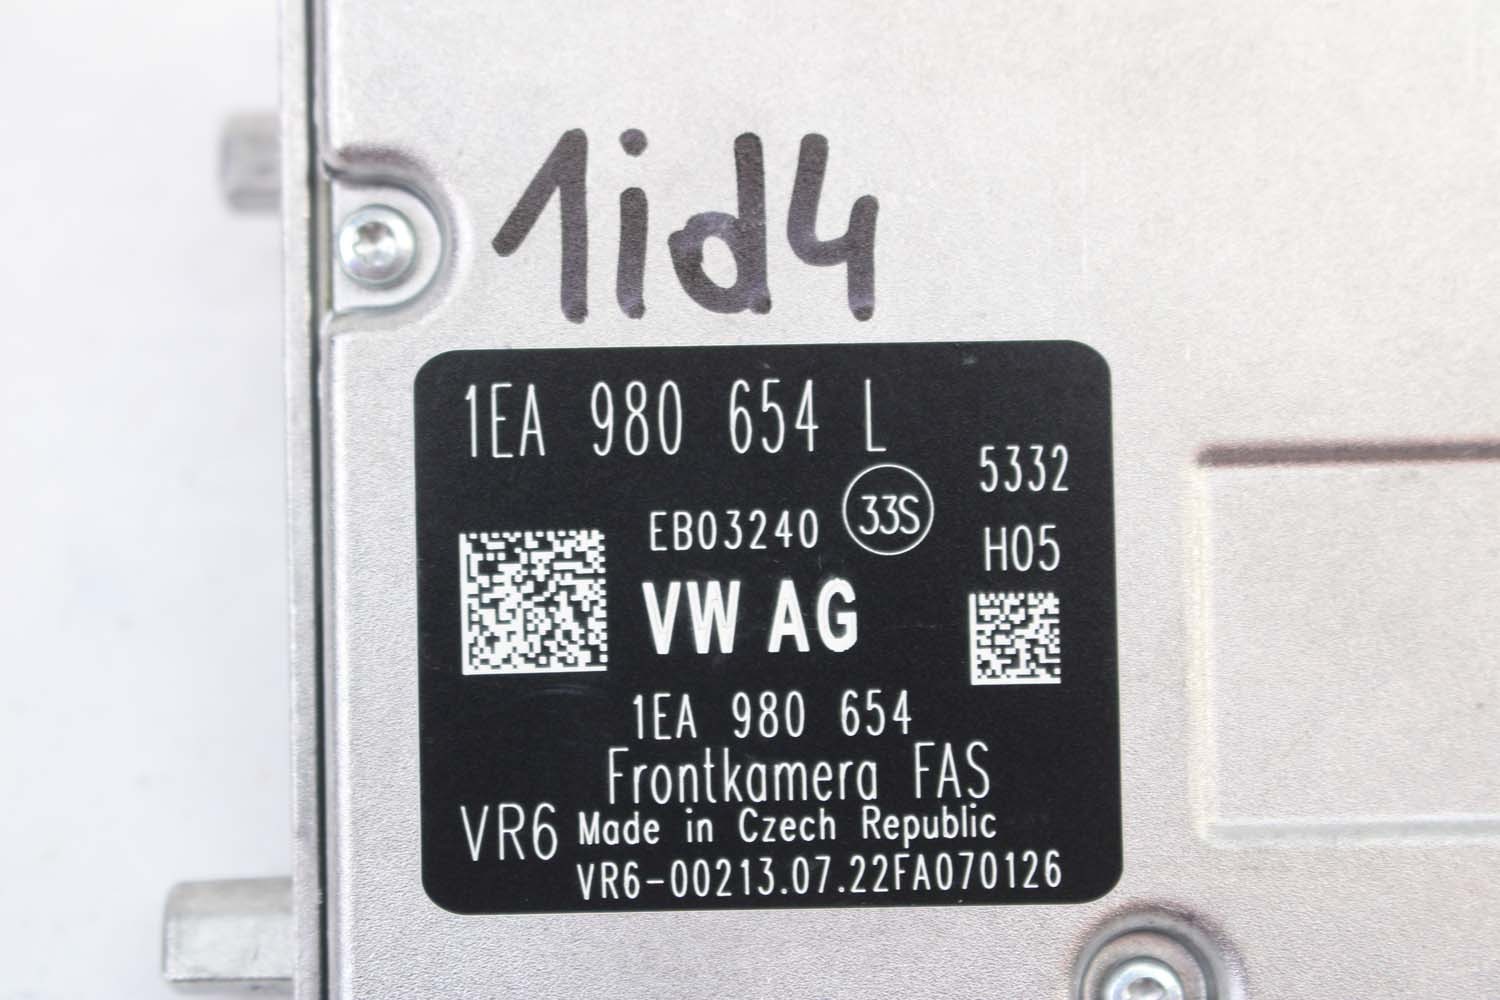 1id4
1EA 980 654 L
5332
EB03240 33S
H05
VW AG
1EA 980 654
Frontkamera FAS
VR6 Made in Czech Republic
VR6-00213.07.22FA070126